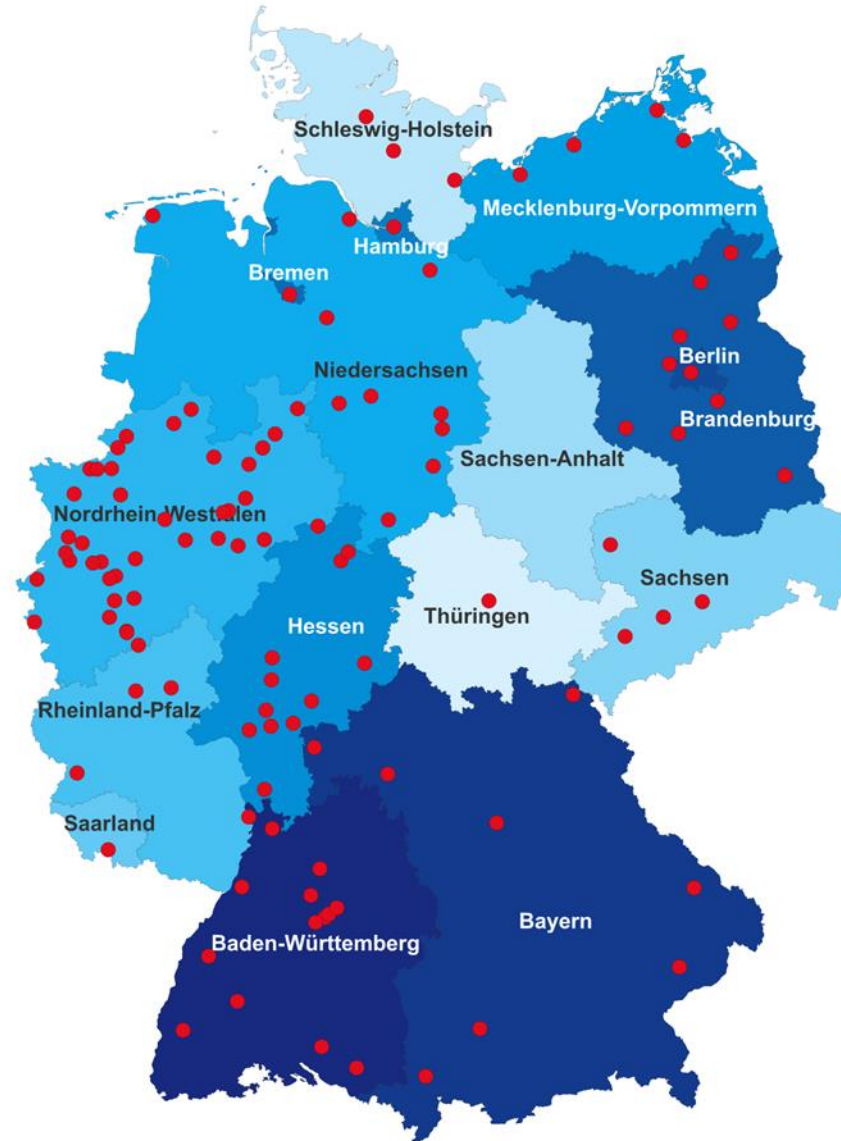 Schleswig-Holstein
Mecklenburg-Vorpommern
Hamburg
Bremen
Berlin
Niedersachsen
Brandenburg
Sachsen-Anhalt
Nordrhein-Westfalen
Sachsen
Thüringen
Hessen
Rheinland-Pfalz
Saarland
Bayern
Baden-Württemberg